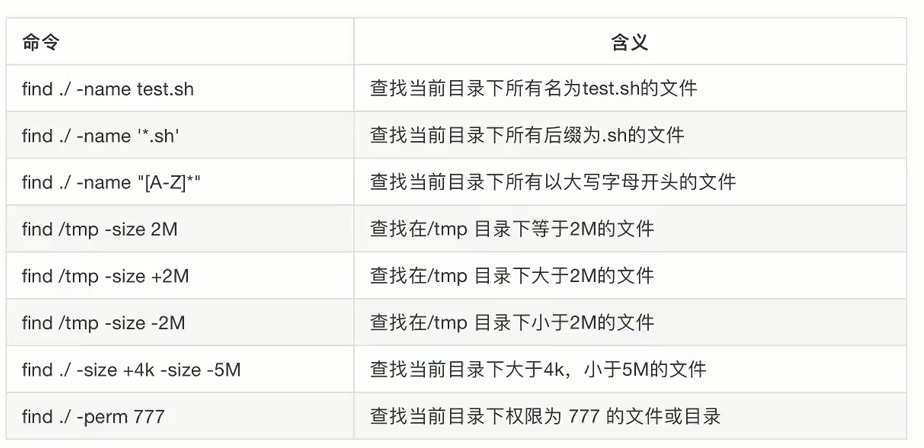 命令 含义
find ./ -name test.sh 查找当前目录下所有名为test.sh的文件
find ./ -name '*.sh' 查找当前目录下所有后缀为.sh的文件
find ./ -name "[A-Z]*" 查找当前目录下所有以大写字母开头的文件
find /tmp -size 2M 查找在/tmp 目录下等于2M的文件
find /tmp -size +2M 查找在/tmp 目录下大于2M的文件
find /tmp -size -2M 查找在/tmp 目录下小于2M的文件
find ./ -size +4k -size -5M 查找当前目录下大于4k，小于5M的文件
find ./ -perm 777 查找当前目录下权限为 777 的文件或目录